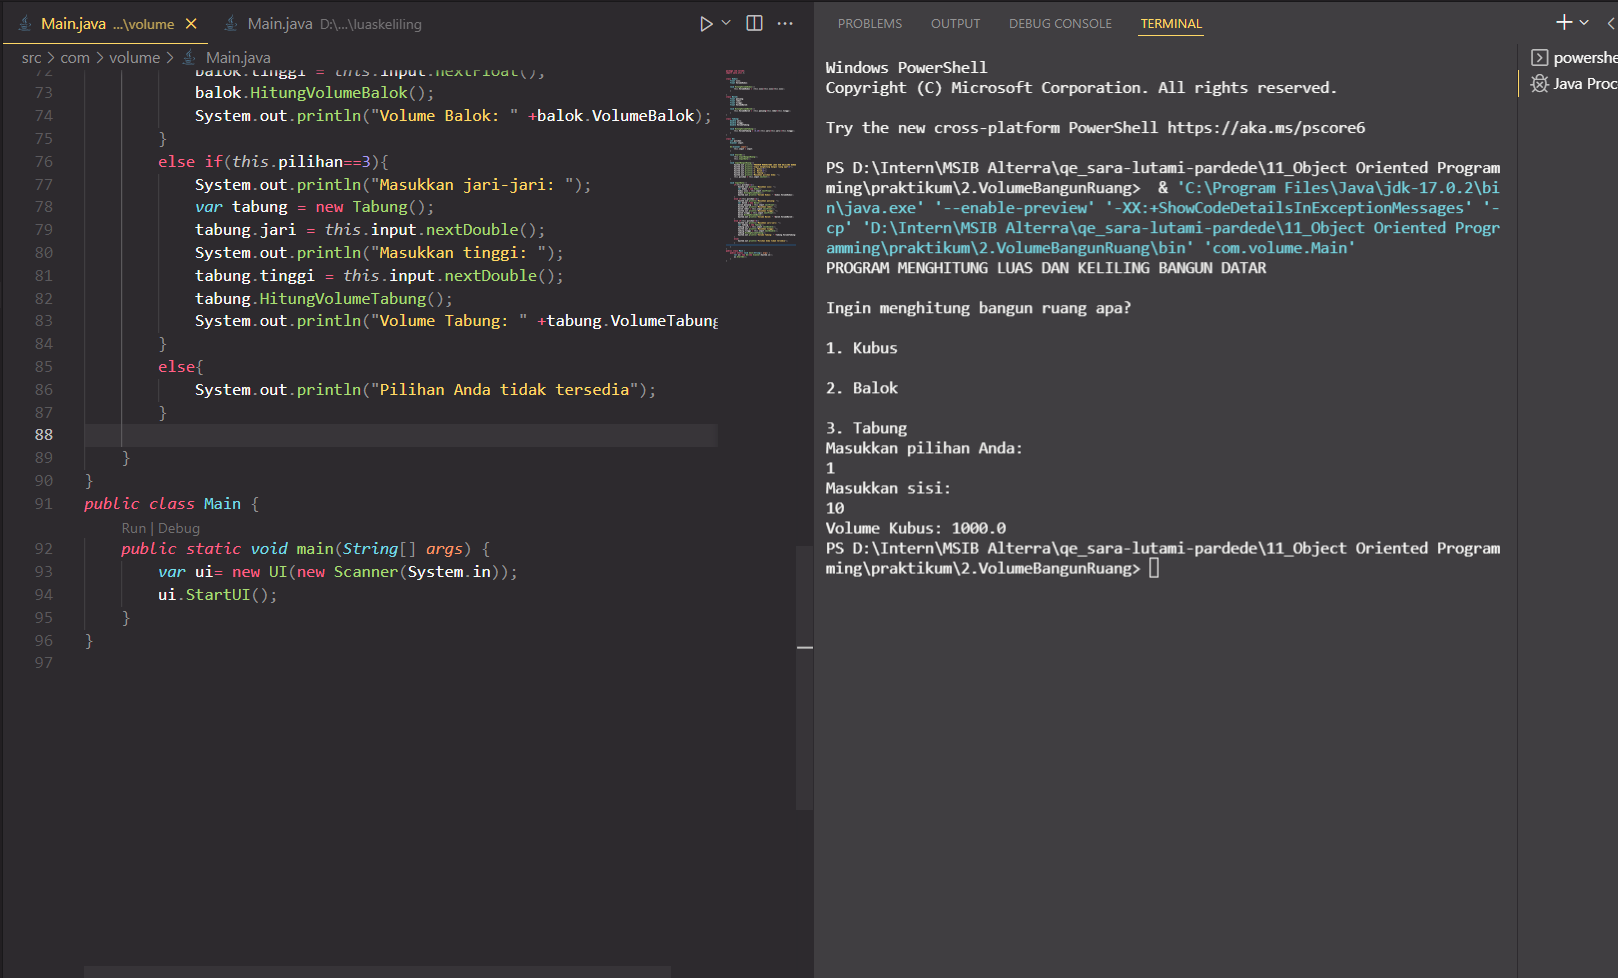 Main.java ...\volume
Main.java D:\...\luaskeliling
src > com > volume > Main.java
72 balok.tinggi = this.input.nextFloat();
73 balok.HitungVolumeBalok();
74 System.out.println("Volume Balok: " +balok.VolumeBalok);
75 }
76 else if(this.pilihan==3){
77 System.out.println("Masukkan jari-jari: ");
78 var tabung = new Tabung();
79 tabung.jari = this.input.nextDouble();
80 System.out.println("Masukkan tinggi: ");
81 tabung.tinggi = this.input.nextDouble();
82 tabung.HitungVolumeTabung();
83 System.out.println("Volume Tabung: " +tabung.VolumeTabung
84 }
85 else{
86 System.out.println("Pilihan Anda tidak tersedia");
87 }
88
89 }
90 }
91 public class Main {
Run | Debug
92 public static void main(String[] args) {
93 var ui= new UI(new Scanner(System.in));
94 ui.StartUI();
95 }
96 }
97
PROBLEMS OUTPUT DEBUG CONSOLE TERMINAL
powershe
Java Proc
Windows PowerShell
Copyright (C) Microsoft Corporation. All rights reserved.
Try the new cross-platform PowerShell https://aka.ms/pscore6
PS D:\Intern\MSIB Alterra\qe_sara-lutami-pardede\11_Object Oriented Program
ming\praktikum\2.VolumeBangunRuang> & 'C:\Program Files\Java\jdk-17.0.2\bi
n\java.exe' '--enable-preview' '-XX:+ShowCodeDetailsInExceptionMessages' '-
cp' 'D:\Intern\MSIB Alterra\qe_sara-lutami-pardede\11_Object Oriented Progr
amming\praktikum\2.VolumeBangunRuang\bin' 'com.volume.Main'
PROGRAM MENGHITUNG LUAS DAN KELILING BANGUN DATAR
Ingin menghitung bangun ruang apa?
1. Kubus
2. Balok
3. Tabung
Masukkan pilihan Anda:
1
Masukkan sisi:
10
Volume Kubus: 1000.0
PS D:\Intern\MSIB Alterra\qe_sara-lutami-pardede\11_Object Oriented Program
ming\praktikum\2.VolumeBangunRuang>